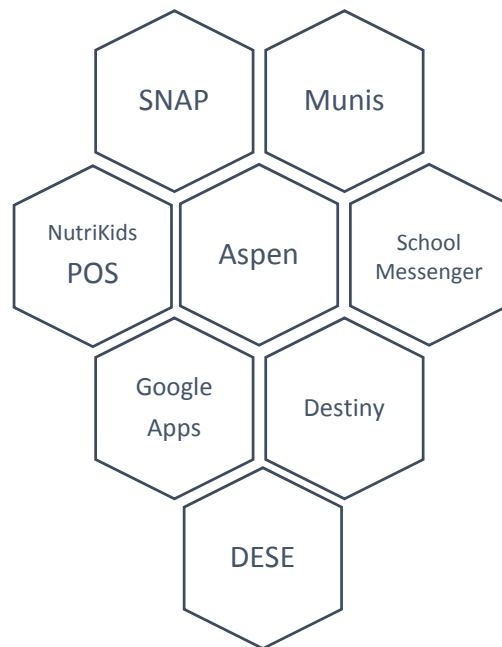 SNAP
Munis
NutriKids
POS
Aspen
School
Messenger
Google
Apps
Destiny
DESE